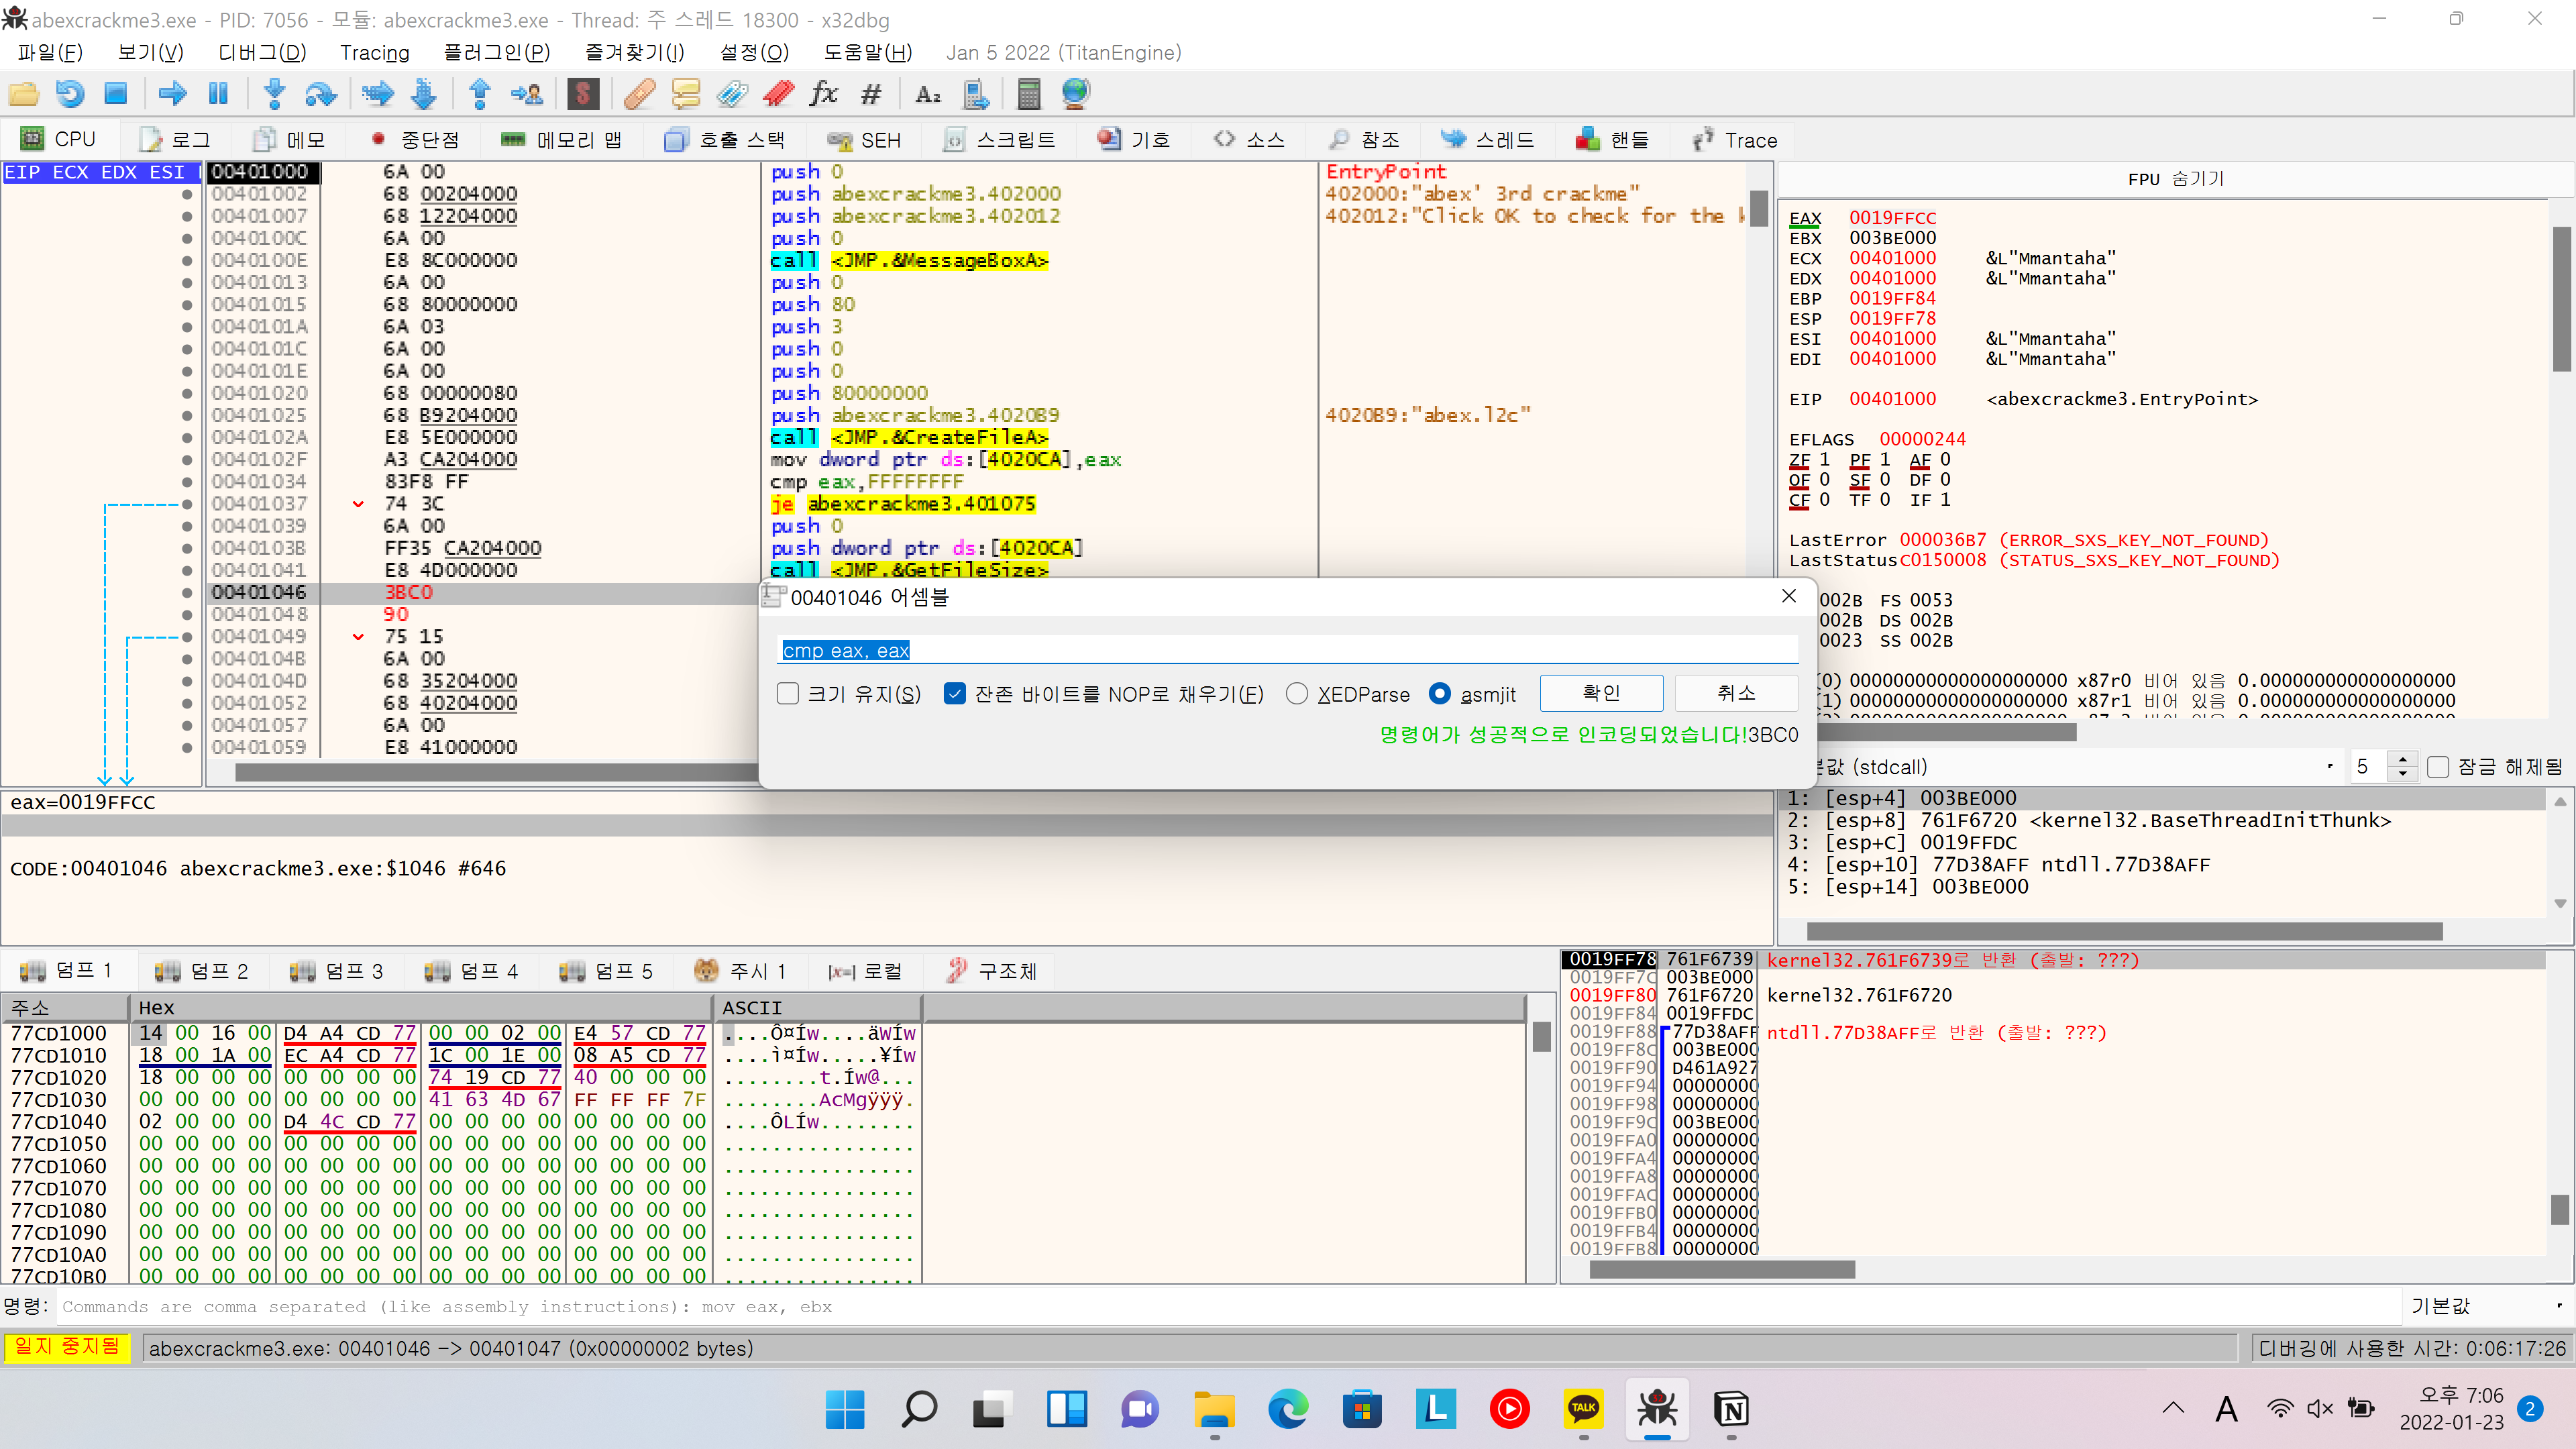 abexcrackme3.exe - PID: 7056 - 모듈: abexcrackme3.exe - Thread: 주 스레드 18300 - x32dbg
파일(F) 보기(V) 디버그(D) Tracing 플러그인(P) 즐겨찾기(I) 설정(O) 도움말(H) Jan 5 2022 (TitanEngine)
CPU 로그 메모 중단점 메모리 맵 호출 스택 SEH 스크립트 기호 소스 참조 스레드 핸들 Trace
EIP ECX EDX ESI 00401000 6A 00 push 0 EntryPoint
00401002 68 00204000 push abexcrackme3.402000 402000:"abex' 3rd crackme"
00401007 68 12204000 push abexcrackme3.402012 402012:"Click OK to check for the
0040100C 6A 00 push 0
0040100E E8 8C000000 call <JMP.&MessageBoxA>
00401013 6A 00 push 0
00401015 68 80000000 push 80
0040101A 6A 03 push 3
0040101C 6A 00 push 0
0040101E 6A 00 push 0
00401020 68 00000080 push 80000000
00401025 68 B9204000 push abexcrackme3.4020B9 4020B9:"abex.l2c"
0040102A E8 5E000000 call <JMP.&CreateFileA>
0040102F A3 CA204000 mov dword ptr ds:[4020CA],eax
00401034 83F8 FF cmp eax,FFFFFFFF
00401037 74 3C je abexcrackme3.401075
00401039 6A 00 push 0
0040103B FF35 CA204000 push dword ptr ds:[4020CA]
00401041 E8 4D000000 call <JMP.&GetFileSize>
00401046 3BC0
00401048 90
00401049 75 15
0040104B 6A 00
0040104D 68 35204000
00401052 68 40204000
00401057 6A 00
00401059 E8 41000000
FPU 숨기기
EAX 0019FFCC
EBX 003BE000
ECX 00401000 &L"Mmantaha"
EDX 00401000 &L"Mmantaha"
EBP 0019FF84
ESP 0019FF78
ESI 00401000 &L"Mmantaha"
EDI 00401000 &L"Mmantaha"
EIP 00401000 <abexcrackme3.EntryPoint>
EFLAGS 00000244
ZF 1 PF 1 AF 0
OF 0 SF 0 DF 0
CF 0 TF 0 IF 1
LastError 000036B7 (ERROR_SXS_KEY_NOT_FOUND)
LastStatus C0150008 (STATUS_SXS_KEY_NOT_FOUND)
002B FS 0053
002B DS 002B
0023 SS 002B
(0) 00000000000000000000 x87r0 비어 있음 0.000000000000000000
(1) 00000000000000000000 x87r1 비어 있음 0.000000000000000000
00401046 어셈블
cmp eax, eax
크기 유지(S) 잔존 바이트를 NOP로 채우기(F) XEDParse asmjit 확인 취소
명령어가 성공적으로 인코딩되었습니다!3BC0
본값 (stdcall) 5 잠금 해제됨
1: [esp+4] 003BE000
2: [esp+8] 761F6720 <kernel32.BaseThreadInitThunk>
3: [esp+C] 0019FFDC
4: [esp+10] 77D38AFF ntdll.77D38AFF
5: [esp+14] 003BE000
eax=0019FFCC
CODE:00401046 abexcrackme3.exe:$1046 #646
덤프 1 덤프 2 덤프 3 덤프 4 덤프 5 주시 1 [x=] 로컬 구조체
주소 Hex ASCII
77CD1000 14 00 16 00 D4 A4 CD 77 00 00 02 00 E4 57 CD 77 ....Ô¤Íw....äWÍw
77CD1010 18 00 1A 00 EC A4 CD 77 1C 00 1E 00 08 A5 CD 77 ....ì¤Íw.....¥Íw
77CD1020 18 00 00 00 00 00 00 00 74 19 CD 77 40 00 00 00 ........t.Íw@...
77CD1030 00 00 00 00 00 00 00 00 41 63 4D 67 FF FF FF 7F ........AcMgÿÿÿ.
77CD1040 02 00 00 00 D4 4C CD 77 00 00 00 00 00 00 00 00 ....ÔLÍw........
77CD1050 00 00 00 00 00 00 00 00 00 00 00 00 00 00 00 00 ................
77CD1060 00 00 00 00 00 00 00 00 00 00 00 00 00 00 00 00 ................
77CD1070 00 00 00 00 00 00 00 00 00 00 00 00 00 00 00 00 ................
77CD1080 00 00 00 00 00 00 00 00 00 00 00 00 00 00 00 00 ................
77CD1090 00 00 00 00 00 00 00 00 00 00 00 00 00 00 00 00 ................
77CD10A0 00 00 00 00 00 00 00 00 00 00 00 00 00 00 00 00 ................
77CD10B0 00 00 00 00 00 00 00 00 00 00 00 00 00 00 00 00 ................
0019FF78 761F6739 kernel32.761F6739로 반환 (출발: ???)
0019FF7C 003BE000
0019FF80 761F6720 kernel32.761F6720
0019FF84 0019FFDC
0019FF88 77D38AFF ntdll.77D38AFF로 반환 (출발: ???)
0019FF8C 003BE000
0019FF90 D461A927
0019FF94 00000000
0019FF98 00000000
0019FF9C 003BE000
0019FFA0 00000000
0019FFA4 00000000
0019FFA8 00000000
0019FFAC 00000000
0019FFB0 00000000
0019FFB4 00000000
0019FFB8 00000000
명령: Commands are comma separated (like assembly instructions): mov eax, ebx 기본값
일지 중지됨 abexcrackme3.exe: 00401046 -> 00401047 (0x00000002 bytes) 디버깅에 사용한 시간: 0:06:17:26
A 오후 7:06
2022-01-23 2